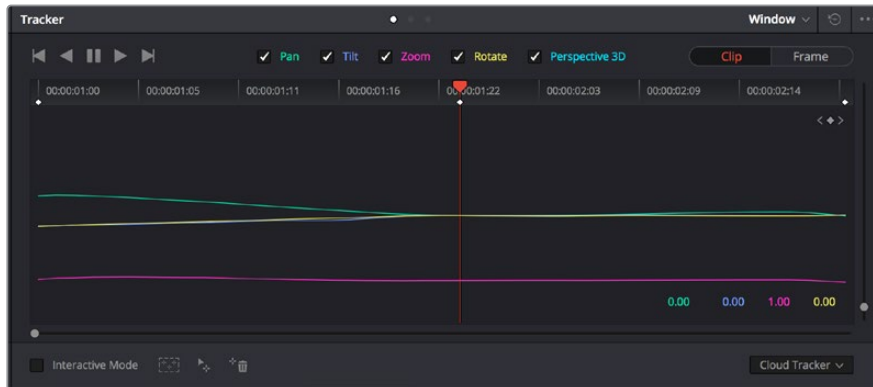 Tracker Window
Pan Tilt Zoom Rotate Perspective 3D Clip Frame
00:00:01:00 00:00:01:05 00:00:01:11 00:00:01:16 00:00:01:22 00:00:02:03 00:00:02:09 00:00:02:14
0.00 0.00 1.00 0.00
Interactive Mode Cloud Tracker